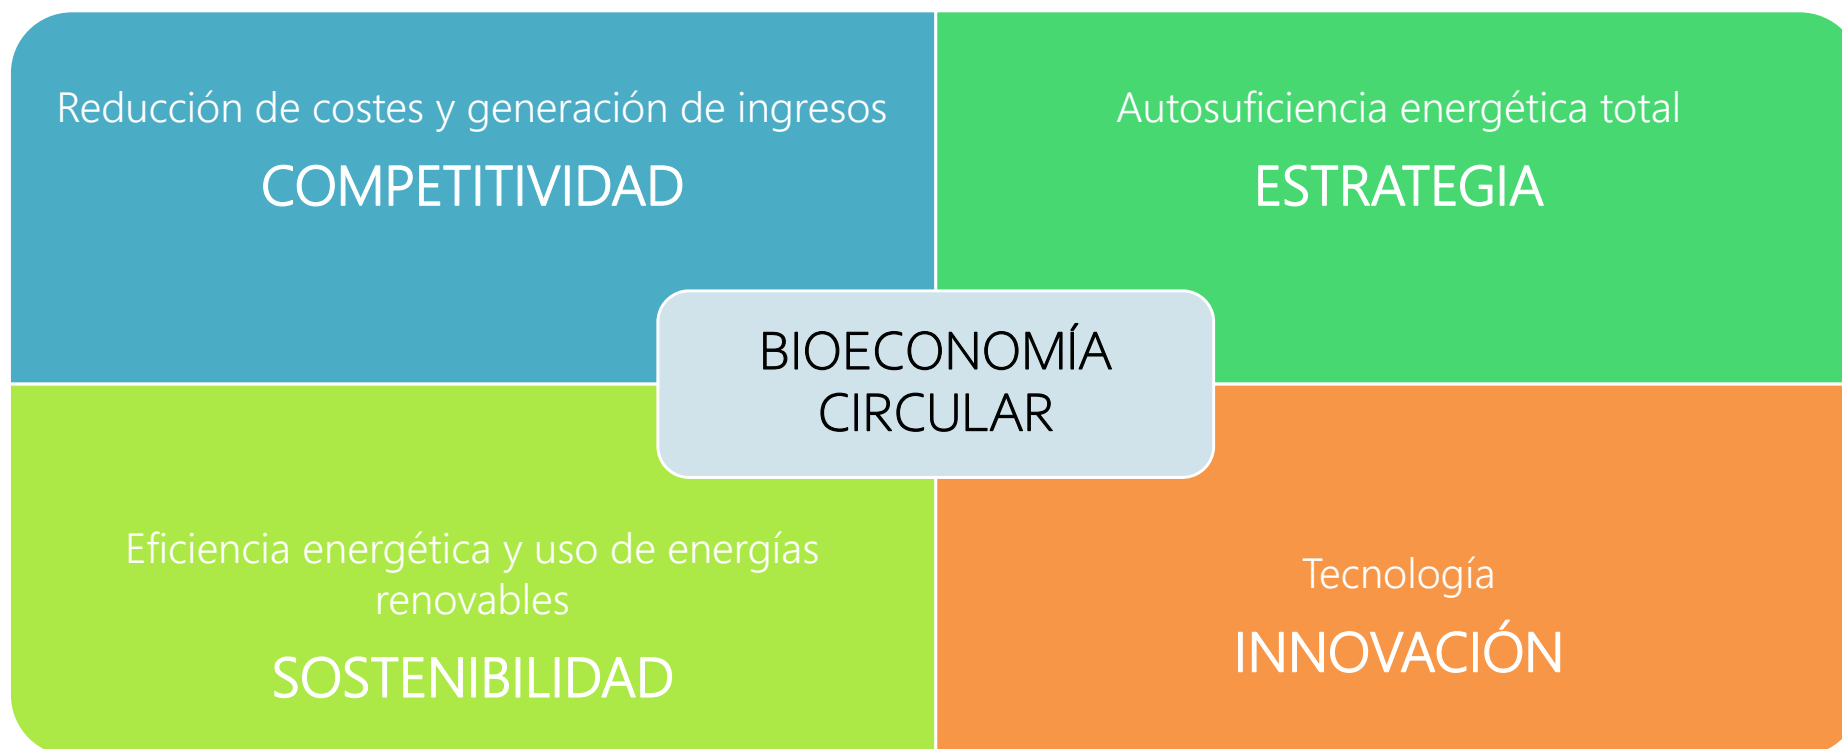 Reducción de costes y generación de ingresos
COMPETITIVIDAD
Autosuficiencia energética total
ESTRATEGIA
BIOECONOMÍA
CIRCULAR
Eficiencia energética y uso de energías
renovables
SOSTENIBILIDAD
Tecnología
INNOVACIÓN